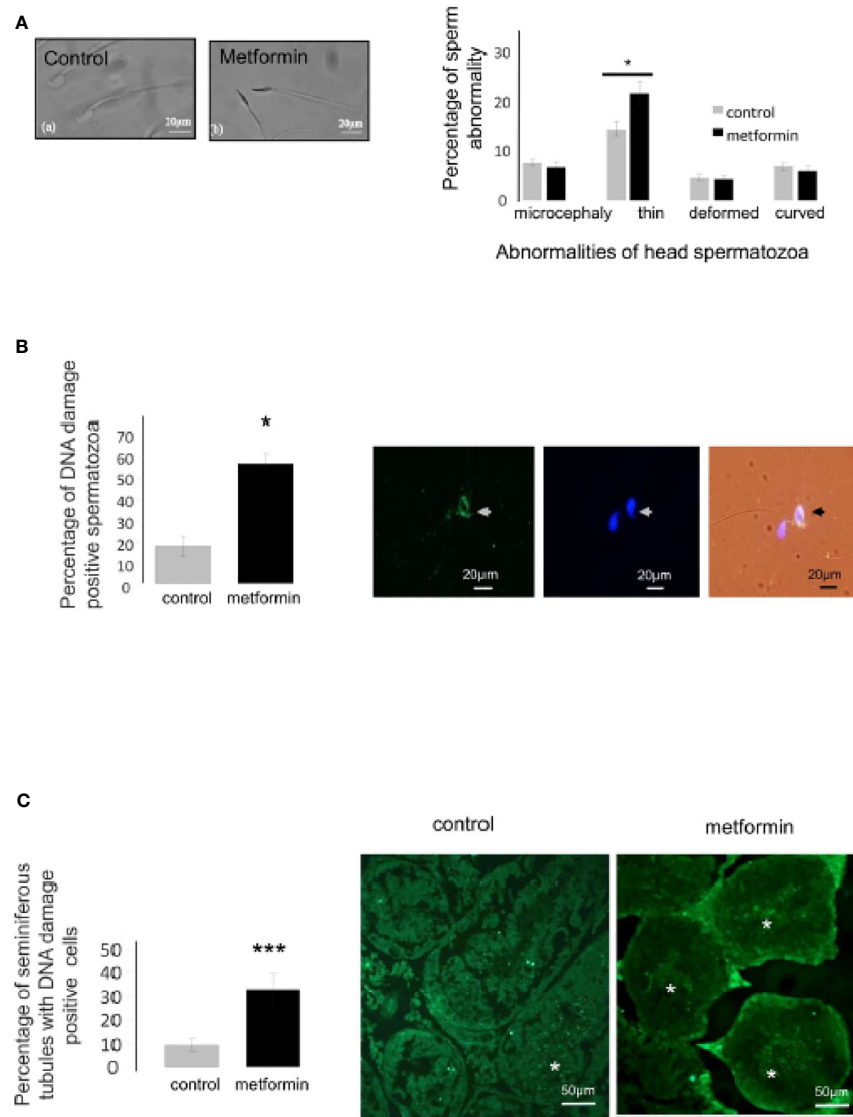 A
Control
(a)
20µm
Metformin
(b)
20µm
Percentage of sperm
abnormality
30
20
10
0
*
control
metformin
microcephaly thin deformed curved
Abnormalities of head spermatozoa
B
Percentage of DNA damage
positive spermatozoa
70
60
50
40
30
20
10
0
*
control metformin
20µm
20µm
20µm
C
Percentage of seminiferous
tubules with DNA damage
positive cells
50
40
30
20
10
0
***
control metformin
control
*
50µm
metformin
*
*
*
50µm